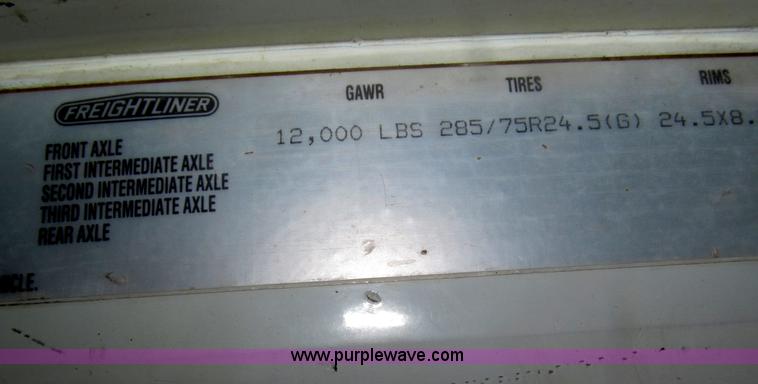 GAWR TIRES RIMS
FREIGHTLINER
FRONT AXLE 12,000 LBS 285/75R24.5(G) 24.5X8.
FIRST INTERMEDIATE AXLE
SECOND INTERMEDIATE AXLE
THIRD INTERMEDIATE AXLE
REAR AXLE
ICLE.
www.purplewave.com